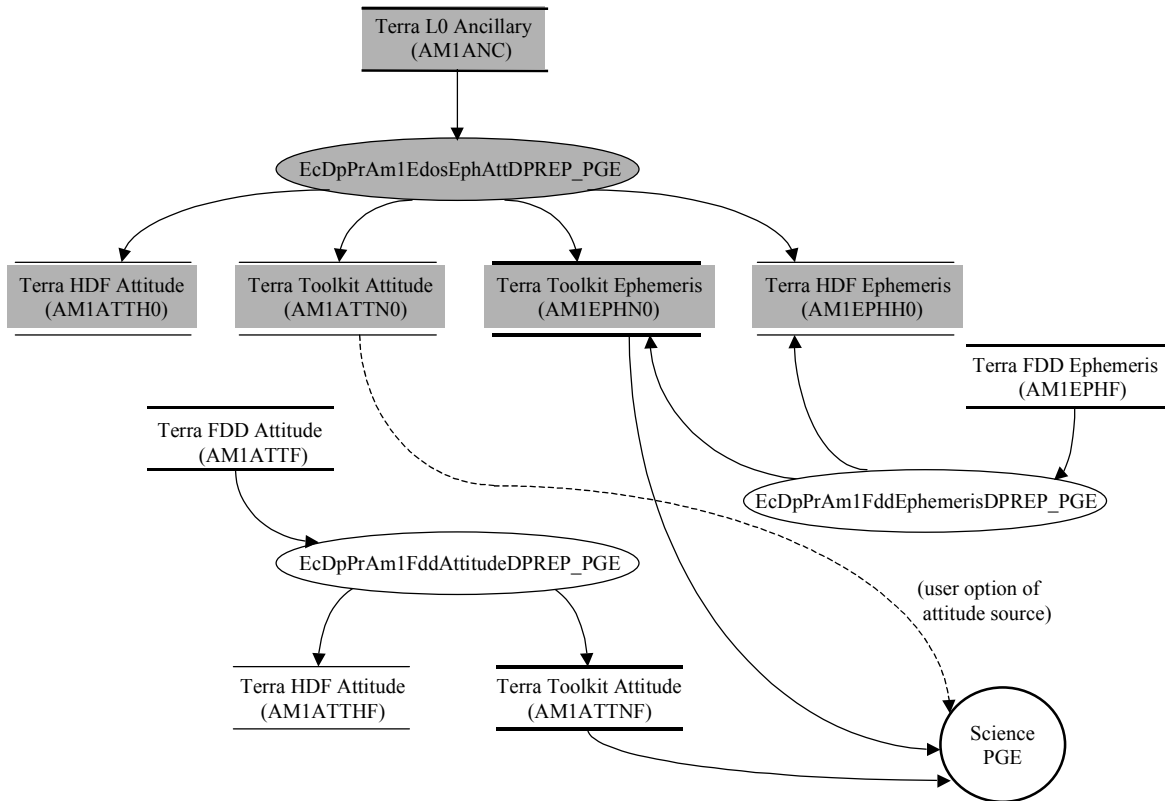 Terra L0 Ancillary
(AM1ANC)
EcDpPrAm1EdosEphAttDPREP_PGE
Terra HDF Attitude
(AM1ATTH0)
Terra Toolkit Attitude
(AM1ATTN0)
Terra Toolkit Ephemeris
(AM1EPHN0)
Terra HDF Ephemeris
(AM1EPHH0)
Terra FDD Ephemeris
(AM1EPHF)
Terra FDD Attitude
(AM1ATTF)
EcDpPrAm1FddEphemerisDPREP_PGE
EcDpPrAm1FddAttitudeDPREP_PGE
(user option of
attitude source)
Terra HDF Attitude
(AM1ATTHF)
Terra Toolkit Attitude
(AM1ATTNF)
Science
PGE